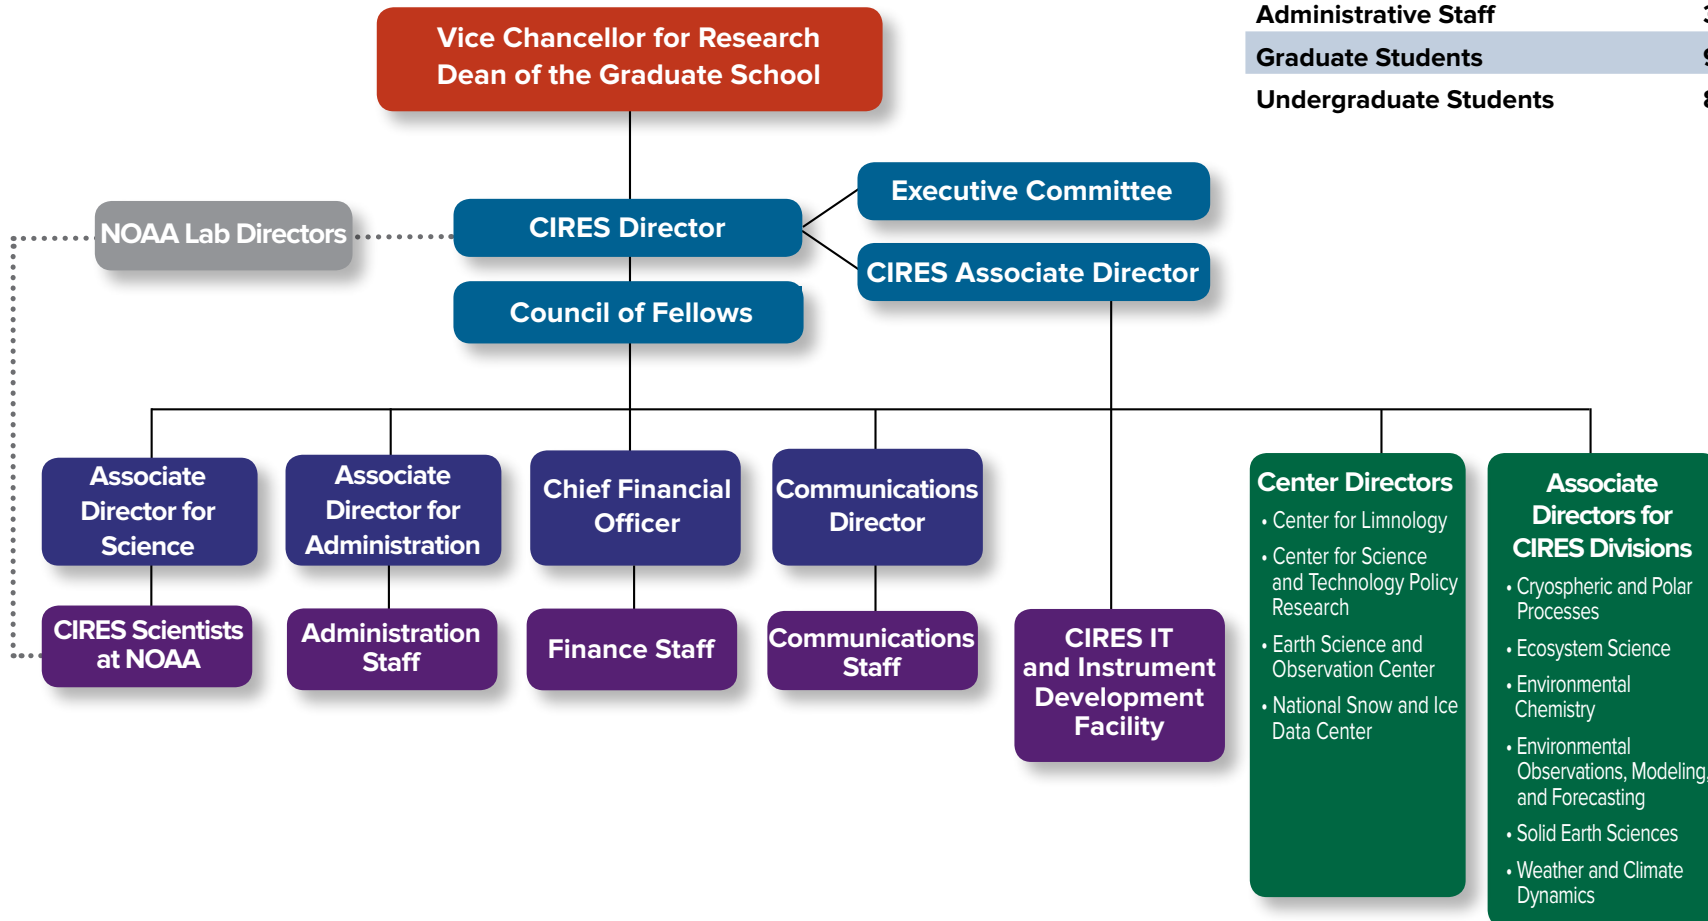 Administrative Staff
Graduate Students
Undergraduate Students
Vice Chancellor for Research
Dean of the Graduate School
Executive Committee
NOAA Lab Directors
CIRES Director
CIRES Associate Director
Council of Fellows
Associate
Director for
Science
Associate
Director for
Administration
Chief Financial
Officer
Communications
Director
CIRES Scientists
at NOAA
Administration
Staff
Finance Staff
Communications
Staff
CIRES IT
and Instrument
Development
Facility
Center Directors
• Center for Limnology
• Center for Science
and Technology Policy
Research
• Earth Science and
Observation Center
• National Snow and Ice
Data Center
Associate
Directors for
CIRES Divisions
• Cryospheric and Polar
Processes
• Ecosystem Science
• Environmental
Chemistry
• Environmental
Observations, Modeling,
and Forecasting
• Solid Earth Sciences
• Weather and Climate
Dynamics